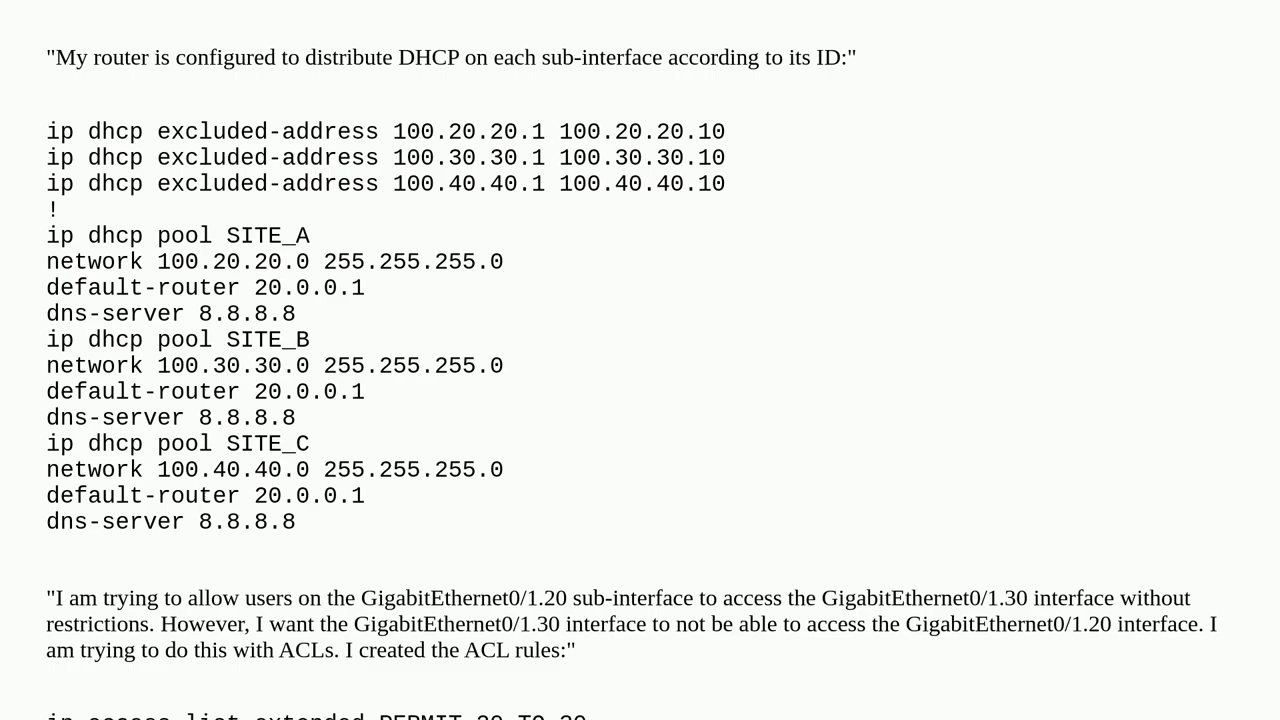 "My router is configured to distribute DHCP on each sub-interface according to its ID:"
ip dhcp excluded-address 100.20.20.1 100.20.20.10
ip dhcp excluded-address 100.30.30.1 100.30.30.10
ip dhcp excluded-address 100.40.40.1 100.40.40.10
!
ip dhcp pool SITE_A
network 100.20.20.0 255.255.255.0
default-router 20.0.0.1
dns-server 8.8.8.8
ip dhcp pool SITE_B
network 100.30.30.0 255.255.255.0
default-router 20.0.0.1
dns-server 8.8.8.8
ip dhcp pool SITE_C
network 100.40.40.0 255.255.255.0
default-router 20.0.0.1
dns-server 8.8.8.8
"I am trying to allow users on the GigabitEthernet0/1.20 sub-interface to access the GigabitEthernet0/1.30 interface without
restrictions. However, I want the GigabitEthernet0/1.30 interface to not be able to access the GigabitEthernet0/1.20 interface. I
am trying to do this with ACLs. I created the ACL rules:"